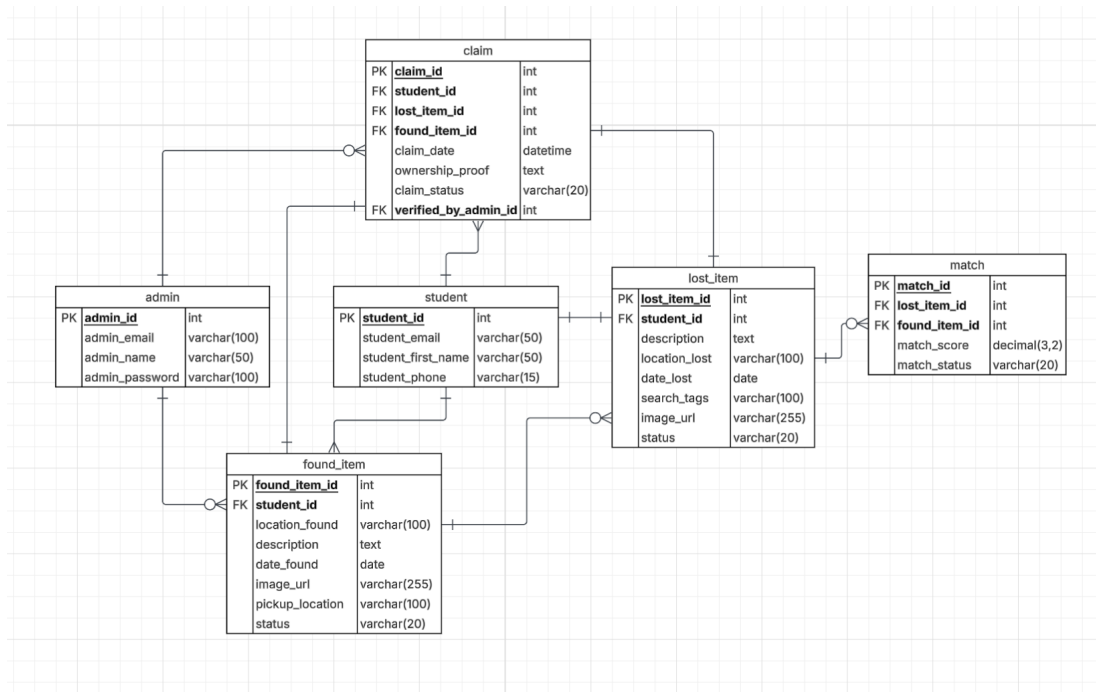 claim
PK claim_id int
FK student_id int
FK lost_item_id int
FK found_item_id int
claim_date datetime
ownership_proof text
claim_status varchar(20)
FK verified_by_admin_id int
admin
PK admin_id int
admin_email varchar(100)
admin_name varchar(50)
admin_password varchar(100)
student
PK student_id int
student_email varchar(50)
student_first_name varchar(50)
student_phone varchar(15)
lost_item
PK lost_item_id int
FK student_id int
description text
location_lost varchar(100)
date_lost date
search_tags varchar(100)
image_url varchar(255)
status varchar(20)
match
PK match_id int
FK lost_item_id int
FK found_item_id int
match_score decimal(3,2)
match_status varchar(20)
found_item
PK found_item_id int
FK student_id int
location_found varchar(100)
description text
date_found date
image_url varchar(255)
pickup_location varchar(100)
status varchar(20)